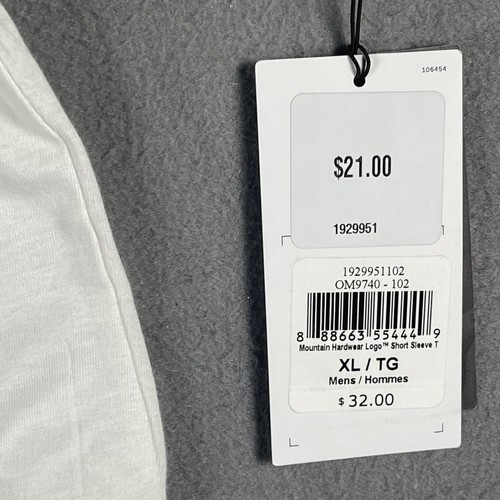 106454
$21.00
1929951
1929951102
OM9740 - 102
8 88663 55444 9
Mountain Hardwear Logo™ Short Sleeve T
XL / TG
Mens / Hommes
$ 32.00